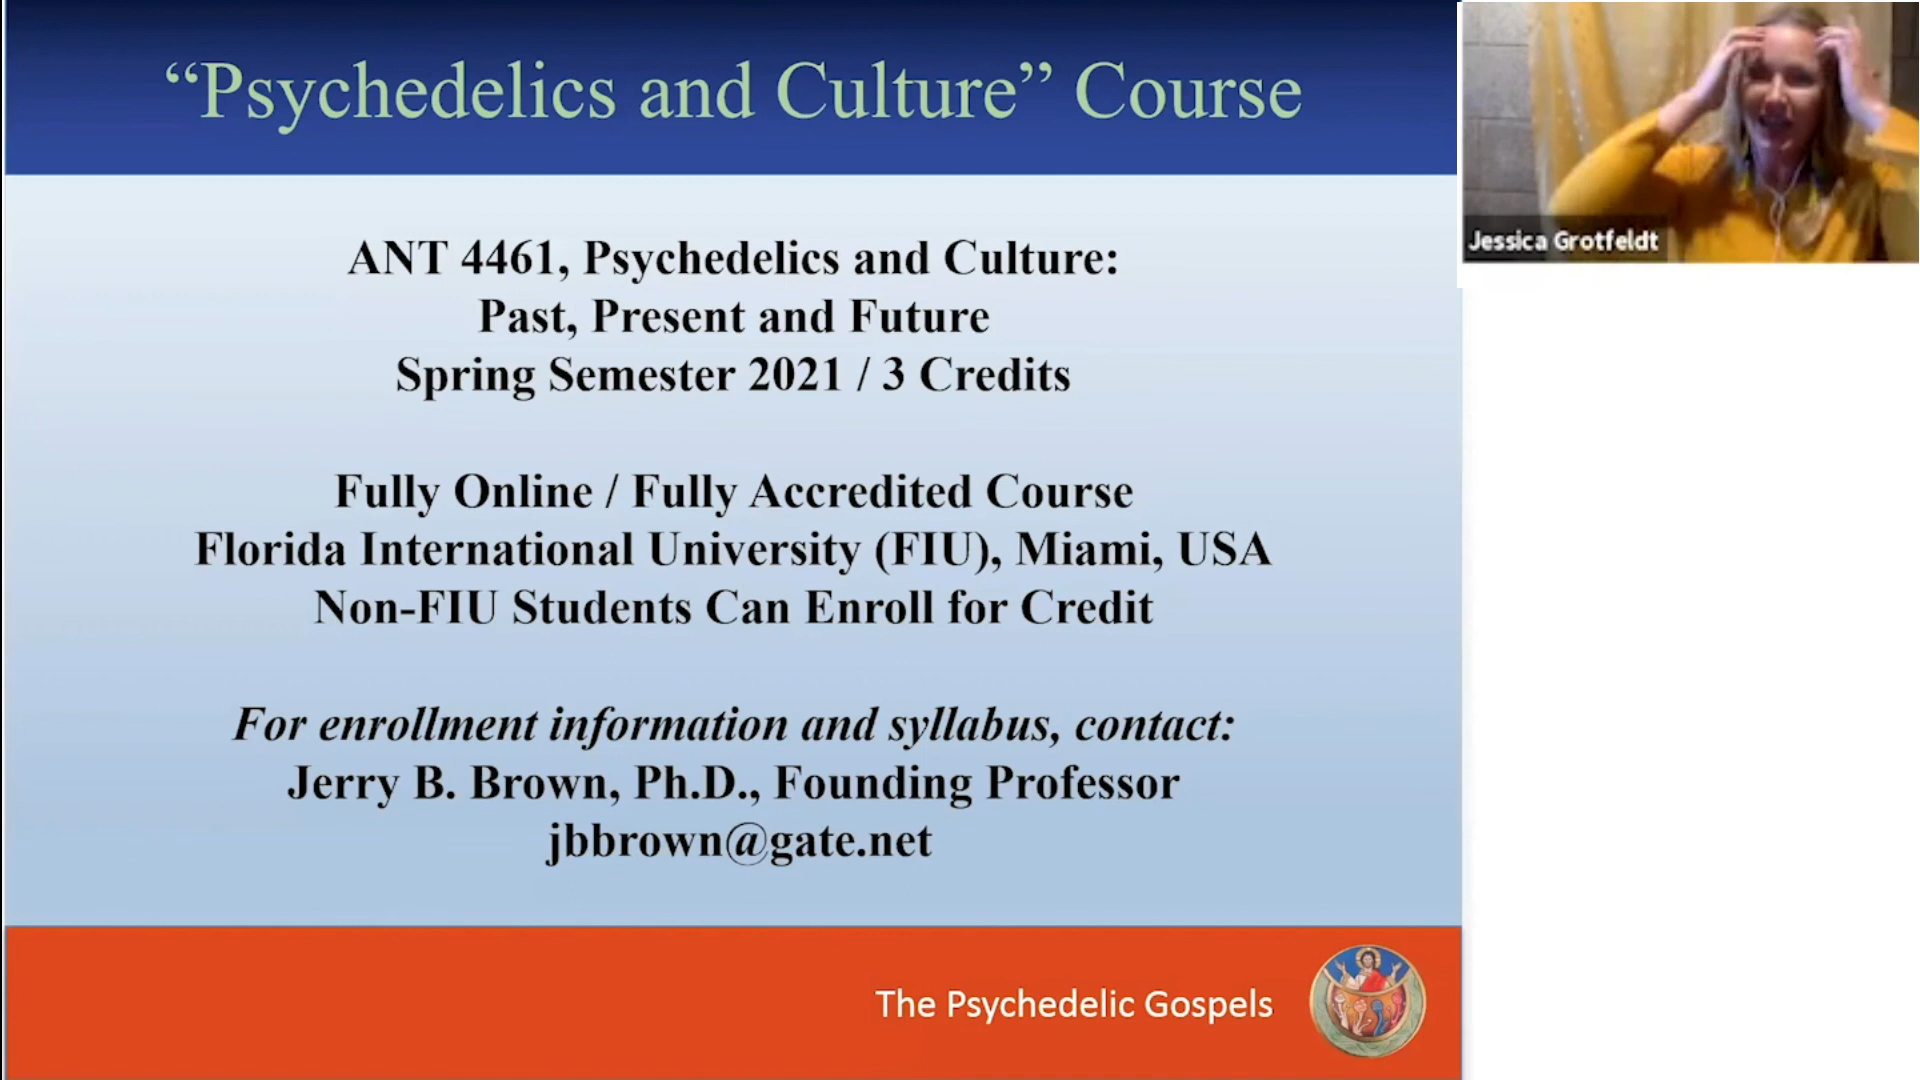 “Psychedelics and Culture” Course
Jessica Grotfeldt
ANT 4461, Psychedelics and Culture:
Past, Present and Future
Spring Semester 2021 / 3 Credits
Fully Online / Fully Accredited Course
Florida International University (FIU), Miami, USA
Non-FIU Students Can Enroll for Credit
For enrollment information and syllabus, contact:
Jerry B. Brown, Ph.D., Founding Professor
jbbrown@gate.net
The Psychedelic Gospels